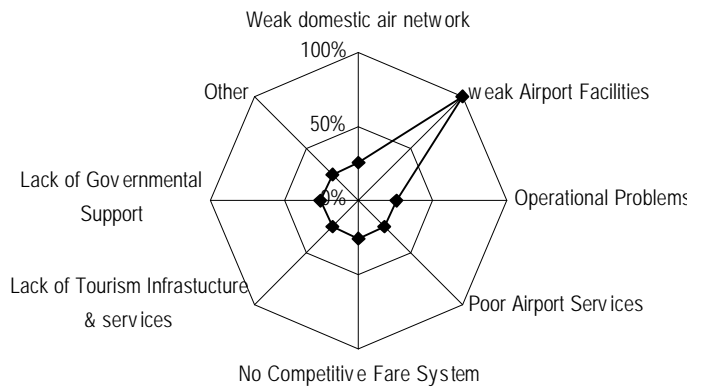 Weak domestic air network
100%
Other
weak Airport Facilities
50%
Lack of Governmental
Support
0%
Operational Problems
Lack of Tourism Infrastucture
& services
Poor Airport Services
No Competitive Fare System